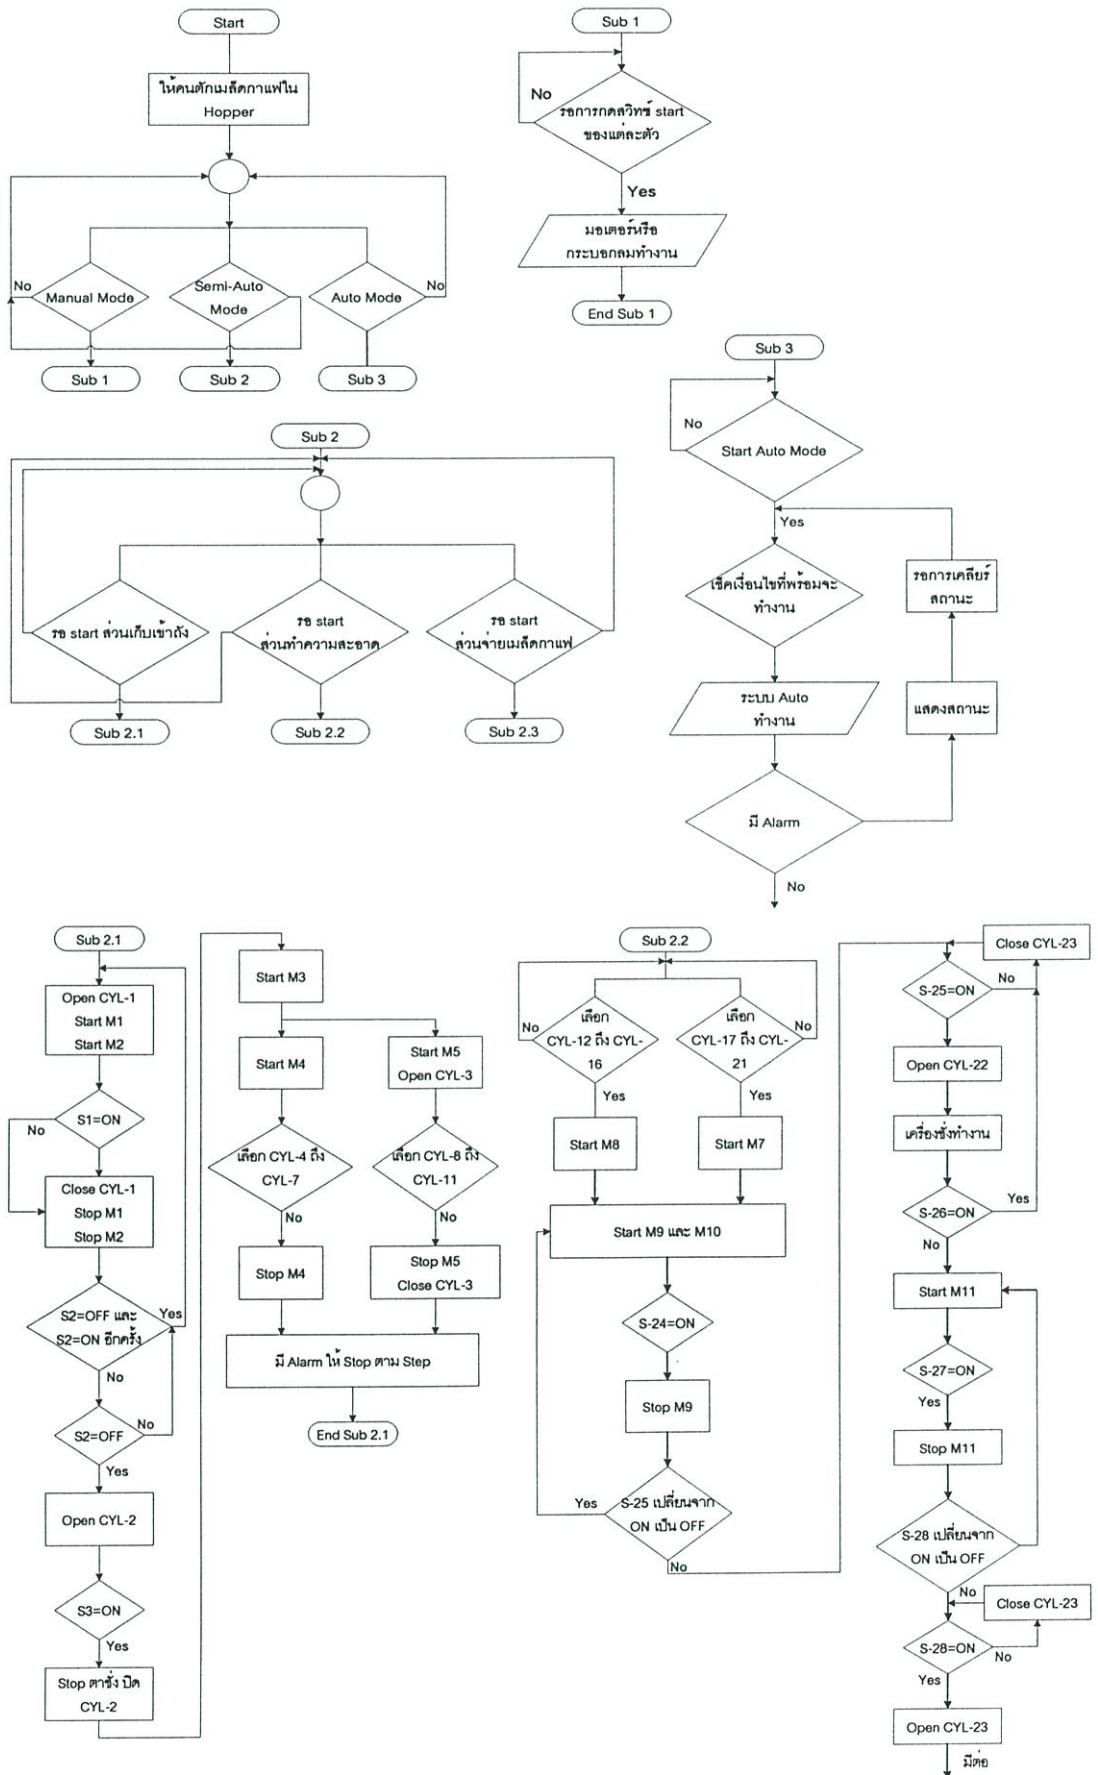 Start
ให้คนตักเมล็ดกาแฟใน
Hopper
No
Manual Mode
Semi-Auto
Mode
Auto Mode
No
Sub 1
Sub 2
Sub 3
Sub 1
No
รอการกดสวิทซ์ start
ของแต่ละตัว
Yes
มอเตอร์หรือ
กระบอกลมทำงาน
End Sub 1
Sub 2
รอ start ส่วนเก็บเข้าถัง
รอ start
ส่วนทำความสะอาด
รอ start
ส่วนจ่ายเมล็ดกาแฟ
Sub 2.1
Sub 2.2
Sub 2.3
Sub 3
No
Start Auto Mode
Yes
เช็คเงื่อนไขที่พร้อมจะ
ทำงาน
ระบบ Auto
ทำงาน
มี Alarm
No
รอการเคลียร์
สถานะ
แสดงสถานะ
Sub 2.1
Open CYL-1
Start M1
Start M2
S1=ON
No
Close CYL-1
Stop M1
Stop M2
S2=OFF และ
S2=ON อีกครั้ง
Yes
No
S2=OFF
No
Yes
Open CYL-2
S3=ON
Yes
Stop ตาชั่ง ปิด
CYL-2
Start M3
Start M4
Start M5
Open CYL-3
เลือก CYL-4 ถึง
CYL-7
เลือก CYL-8 ถึง
CYL-11
No
No
Stop M4
Stop M5
Close CYL-3
มี Alarm ให้ Stop ตาม Step
End Sub 2.1
Sub 2.2
เลือก
CYL-12 ถึง CYL-
16
No
Yes
เลือก
CYL-17 ถึง CYL-
21
No
Yes
Start M8
Start M7
Start M9 และ M10
S-24=ON
Stop M9
S-25 เปลี่ยนจาก
ON เป็น OFF
Yes
No
Close CYL-23
S-25=ON
No
Open CYL-22
เครื่องชั่งทำงาน
S-26=ON
Yes
No
Start M11
S-27=ON
Yes
Stop M11
S-28 เปลี่ยนจาก
ON เป็น OFF
No
Close CYL-23
S-28=ON
No
Yes
Open CYL-23
มีต่อ